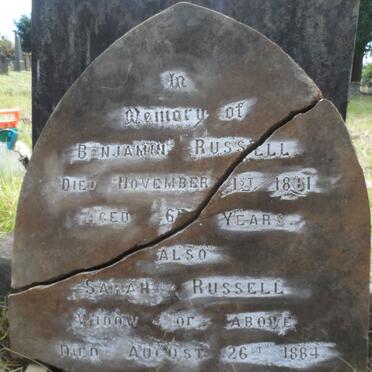 In
Memory of
BENJAMIN RUSSELL
DIED NOVEMBER 1ST
AGED YEARS
ALSO
SARAH RUSSELL
WIDOW OF ABOVE
DIED AUGUST 26TH 1884